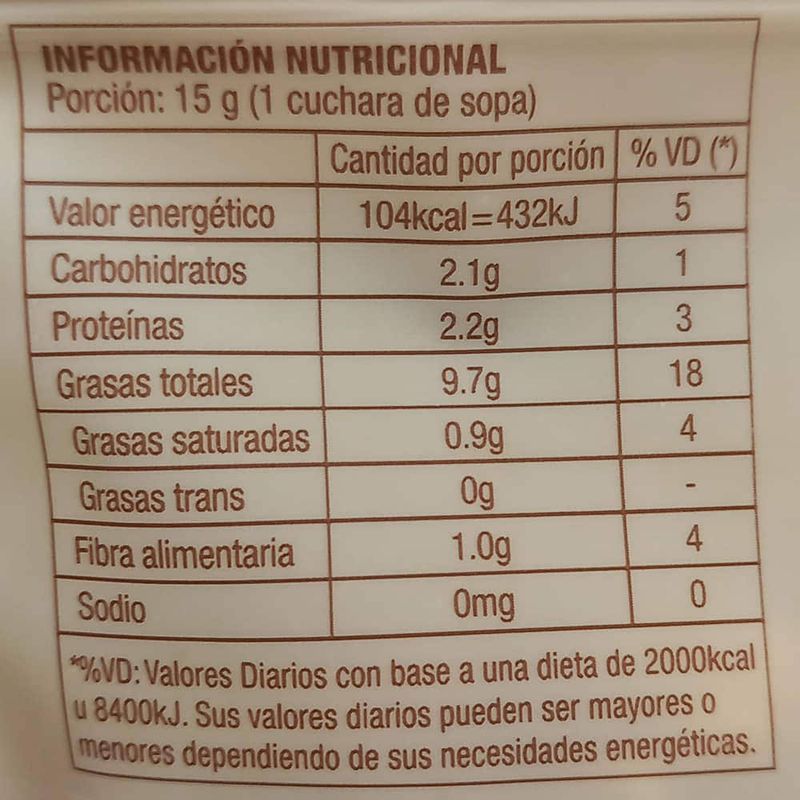 INFORMACIÓN NUTRICIONAL
Porción: 15 g (1 cuchara de sopa)
Cantidad por porción % VD (*)
Valor energético 104kcal=432kJ 5
Carbohidratos 2.1g 1
Proteínas 2.2g 3
Grasas totales 9.7g 18
Grasas saturadas 0.9g 4
Grasas trans 0g -
Fibra alimentaria 1.0g 4
Sodio 0mg 0
*%VD: Valores Diarios con base a una dieta de 2000kcal
u 8400kJ. Sus valores diarios pueden ser mayores o
menores dependiendo de sus necesidades energéticas.